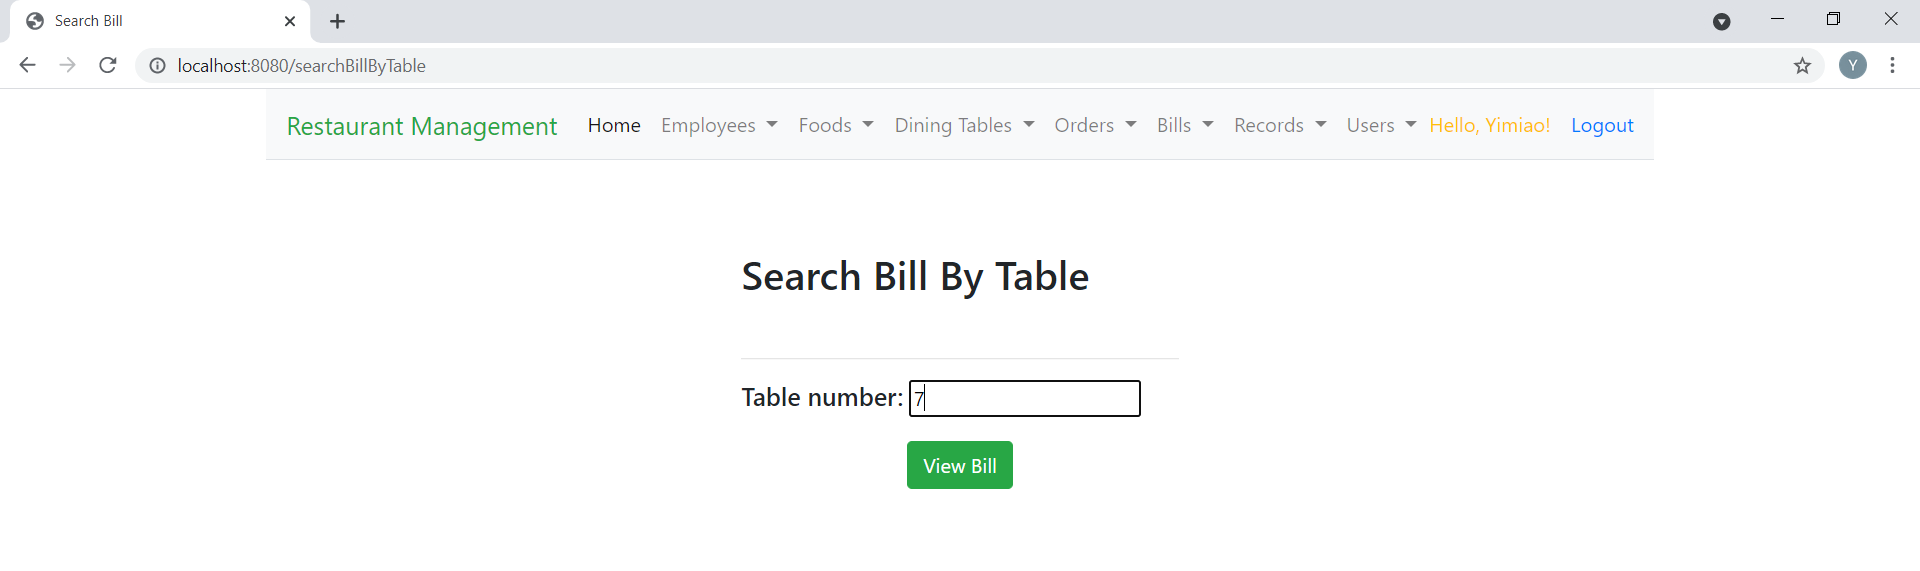 Search Bill
localhost:8080/searchBillByTable
Y
Restaurant Management Home Employees Foods Dining Tables Orders Bills Records Users Hello, Yimiao! Logout
Search Bill By Table
Table number: 7
View Bill